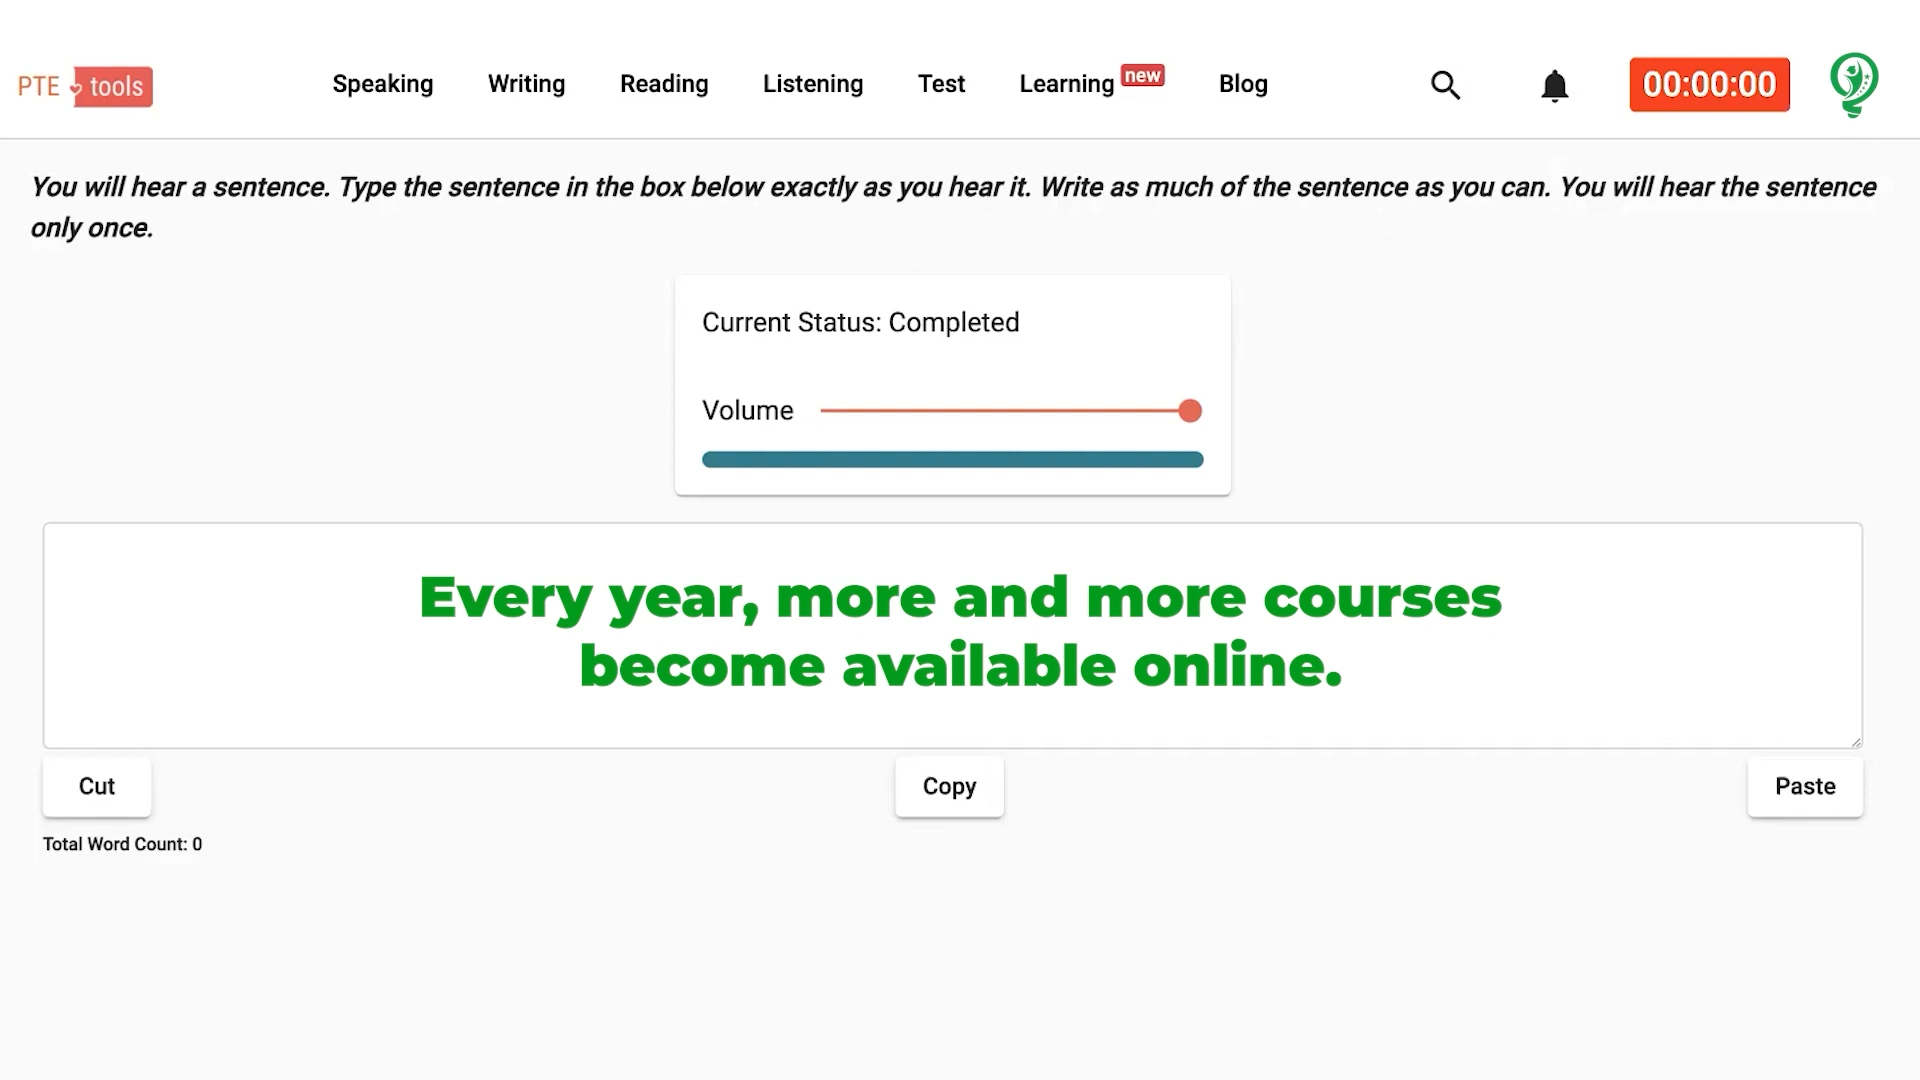 PTE tools
Speaking Writing Reading Listening Test Learning new Blog 00:00:00
You will hear a sentence. Type the sentence in the box below exactly as you hear it. Write as much of the sentence as you can. You will hear the sentence
only once.
Current Status: Completed
Volume
Every year, more and more courses
become available online.
Cut Copy Paste
Total Word Count: 0